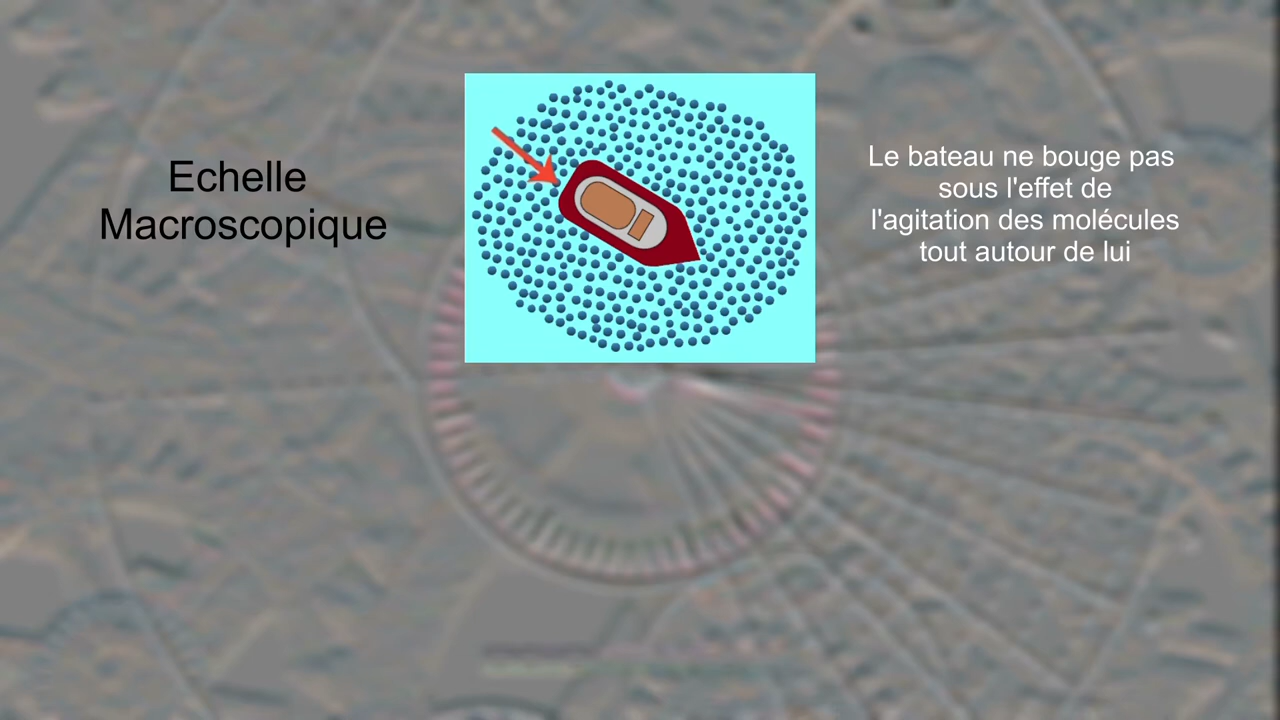 Echelle
Macroscopique
Le bateau ne bouge pas
sous l'effet de
l'agitation des molécules
tout autour de lui